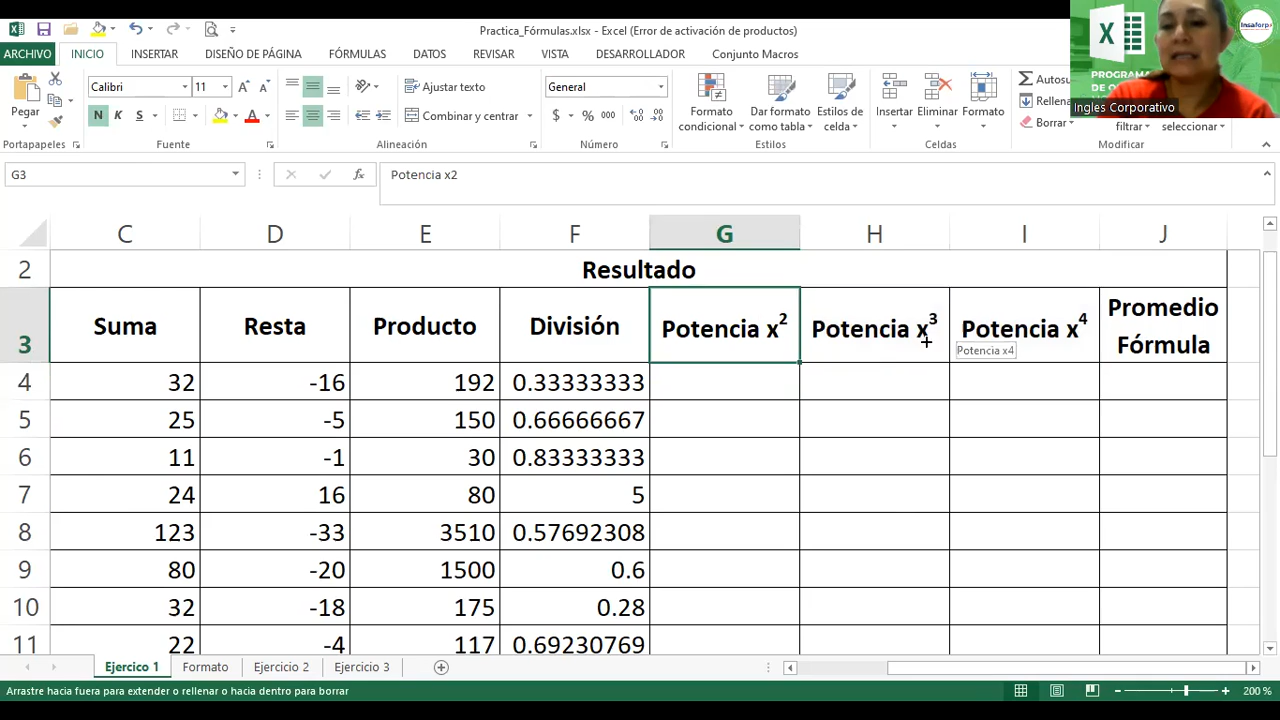 Practica_Fórmulas.xlsx - Excel (Error de activación de productos)
ARCHIVO INICIO INSERTAR DISEÑO DE PÁGINA FÓRMULAS DATOS REVISAR VISTA DESARROLLADOR Conjunto Macros
Calibri 11 Ajustar texto General
Pegar Combinar y centrar Formato condicional Dar formato como tabla Estilos de celda Insertar Eliminar Formato
N K S
$ % 000
Autosu
Rellena
Borrar
filtrar seleccionar
Portapapeles Fuente Alineación Número Estilos Celdas Modificar
Insaforp
PROGRAMA
Ingles Corporativo
G3 fx Potencia x2
C D E F G H I J
2 Resultado
3 Suma Resta Producto División Potencia x² Potencia x³ Potencia x⁴ Promedio Fórmula
Potencia x4
4 32 -16 192 0.33333333
5 25 -5 150 0.66666667
6 11 -1 30 0.83333333
7 24 16 80 5
8 123 -33 3510 0.57692308
9 80 -20 1500 0.6
10 32 -18 175 0.28
11 22 -4 117 0.69230769
Ejercico 1 Formato Ejercicio 2 Ejercicio 3
Arrastre hacia fuera para extender o rellenar o hacia dentro para borrar
200 %